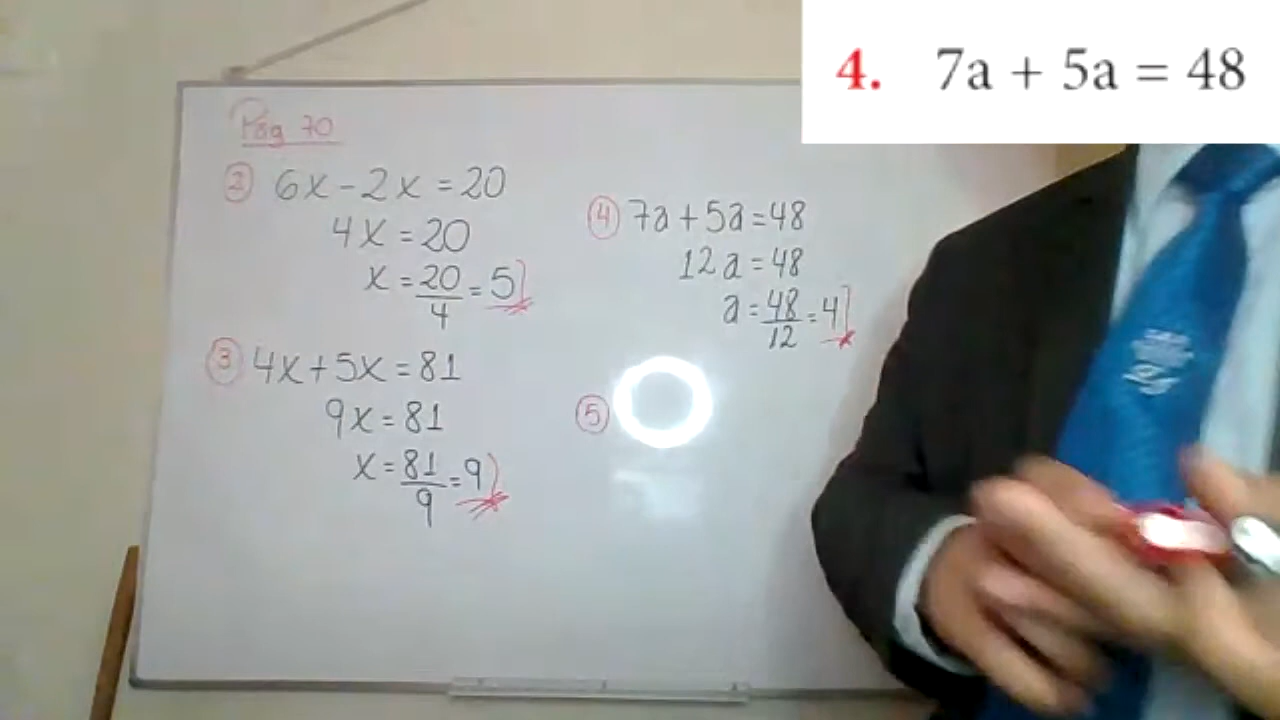 4. 7a + 5a = 48
Pág 70
2 6x - 2x = 20
4x = 20
x = 20/4 = 5
3 4x + 5x = 81
9x = 81
x = 81/9 = 9
4 7a + 5a = 48
12a = 48
a = 48/12 = 4
5